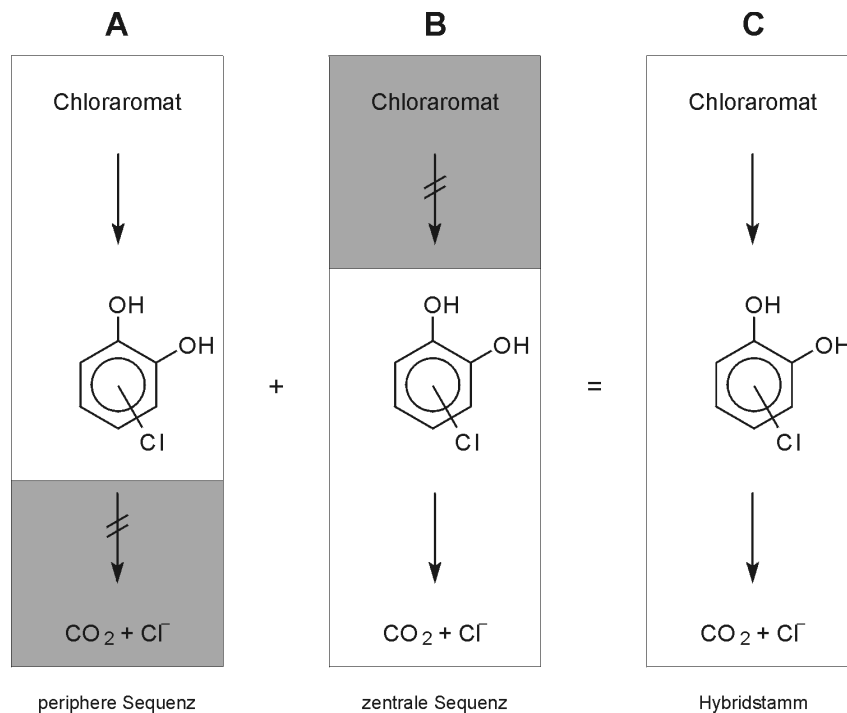 A B C
Chloraromat Chloraromat Chloraromat
OH OH OH
OH OH OH
+ =
Cl Cl Cl
CO2 + Cl– CO2 + Cl– CO2 + Cl–
periphere Sequenz zentrale Sequenz Hybridstamm